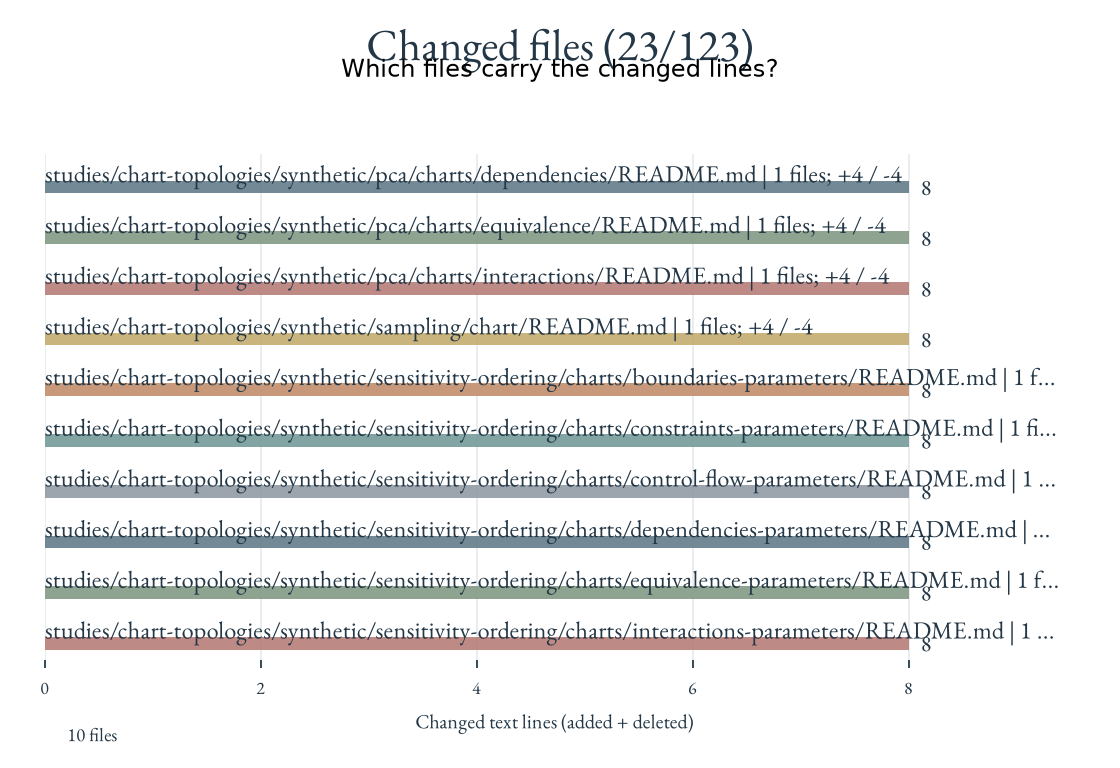 Changed files (23/123)
Which files carry the changed lines?
studies/chart-topologies/synthetic/pca/charts/dependencies/README.md | 1 files; +4 / -4
8
studies/chart-topologies/synthetic/pca/charts/equivalence/README.md | 1 files; +4 / -4
8
studies/chart-topologies/synthetic/pca/charts/interactions/README.md | 1 files; +4 / -4
8
studies/chart-topologies/synthetic/sampling/chart/README.md | 1 files; +4 / -4
8
studies/chart-topologies/synthetic/sensitivity-ordering/charts/boundaries-parameters/README.md | 1 f...
8
studies/chart-topologies/synthetic/sensitivity-ordering/charts/constraints-parameters/README.md | 1 fi...
8
studies/chart-topologies/synthetic/sensitivity-ordering/charts/control-flow-parameters/README.md | 1 ...
8
studies/chart-topologies/synthetic/sensitivity-ordering/charts/dependencies-parameters/README.md | ...
8
studies/chart-topologies/synthetic/sensitivity-ordering/charts/equivalence-parameters/README.md | 1 f...
8
studies/chart-topologies/synthetic/sensitivity-ordering/charts/interactions-parameters/README.md | 1 ...
8
0 2 4 6 8
Changed text lines (added + deleted)
10 files